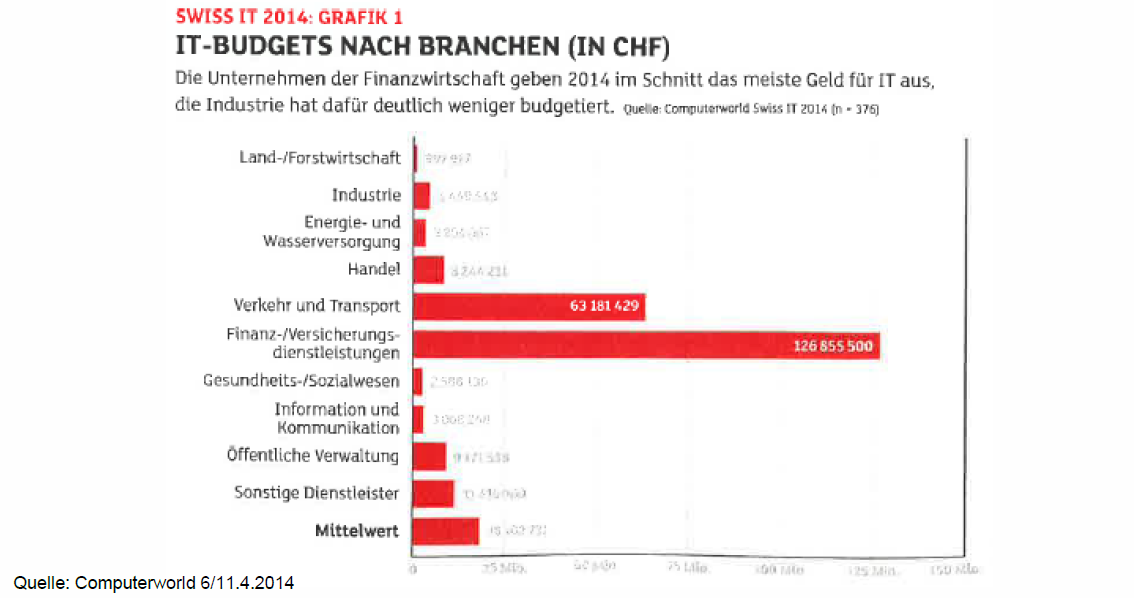 SWISS IT 2014: GRAFIK 1
IT-BUDGETS NACH BRANCHEN (IN CHF)
Die Unternehmen der Finanzwirtschaft geben 2014 im Schnitt das meiste Geld für IT aus,
die Industrie hat dafür deutlich weniger budgetiert. Quelle: Computerworld Swiss IT 2014 (n = 376)
Land-/Forstwirtschaft
Industrie
Energie- und
Wasserversorgung
Handel
Verkehr und Transport 63 181 429
Finanz-/Versicherungs-
dienstleistungen 126 855 500
Gesundheits-/Sozialwesen
Information und
Kommunikation
Öffentliche Verwaltung
Sonstige Dienstleister
Mittelwert
0 25 Mio. 50 Mio. 75 Mio. 100 Mio. 125 Mio. 150 Mio.
Quelle: Computerworld 6/11.4.2014